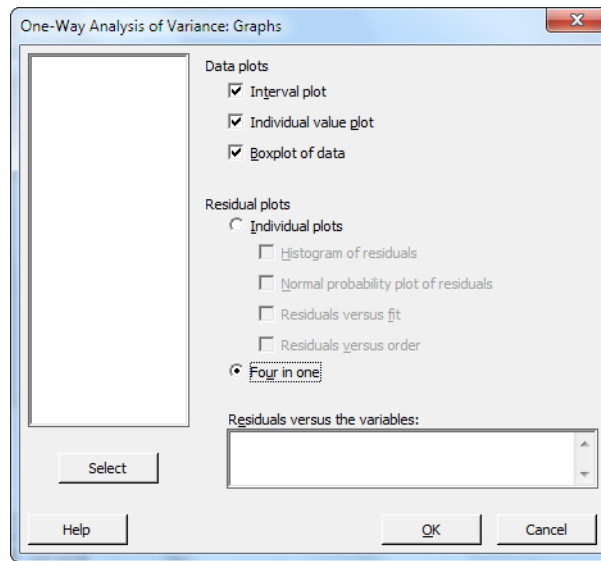 One-Way Analysis of Variance: Graphs
Data plots
Interval plot
Individual value plot
Boxplot of data
Residual plots
Individual plots
Histogram of residuals
Normal probability plot of residuals
Residuals versus fit
Residuals versus order
Four in one
Residuals versus the variables:
Select
Help
OK
Cancel